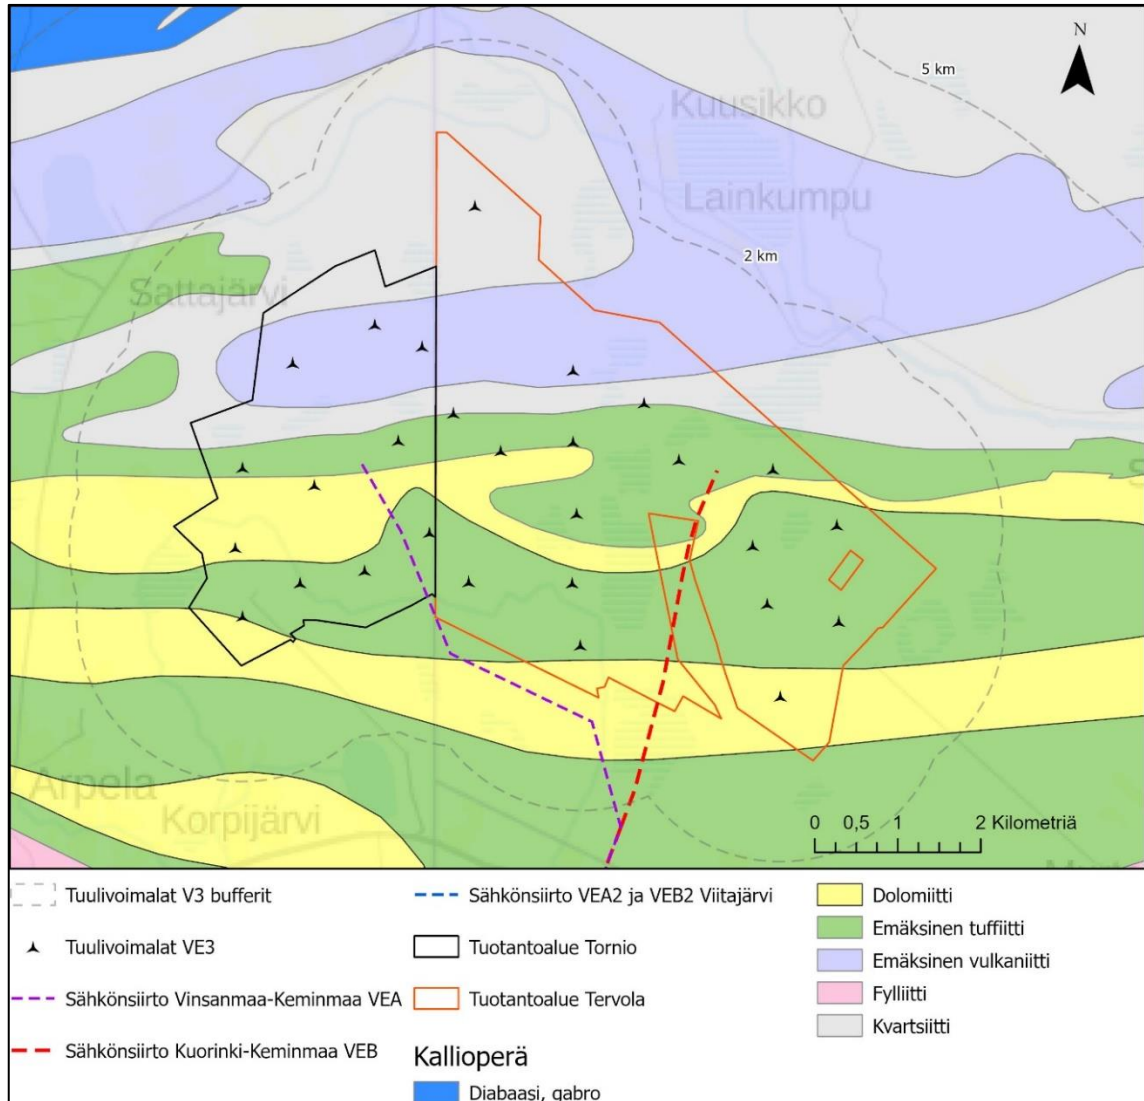 N
5 km
Kuusikko
Lainkumpu
2 km
Sattajärvi
Arpela
Korpijärvi
0 0,5 1 2 Kilometriä
Tuulivoimalat V3 bufferit
Tuulivoimalat VE3
Sähkönsiirto Vinsanmaa-Keminmaa VEA
Sähkönsiirto Kuorinki-Keminmaa VEB
Sähkönsiirto VEA2 ja VEB2 Viitajärvi
Tuotantoalue Tornio
Tuotantoalue Tervola
Kallioperä
Diabaasi, gabro
Dolomiitti
Emäksinen tuffiitti
Emäksinen vulkaniitti
Fylliitti
Kvartsiitti